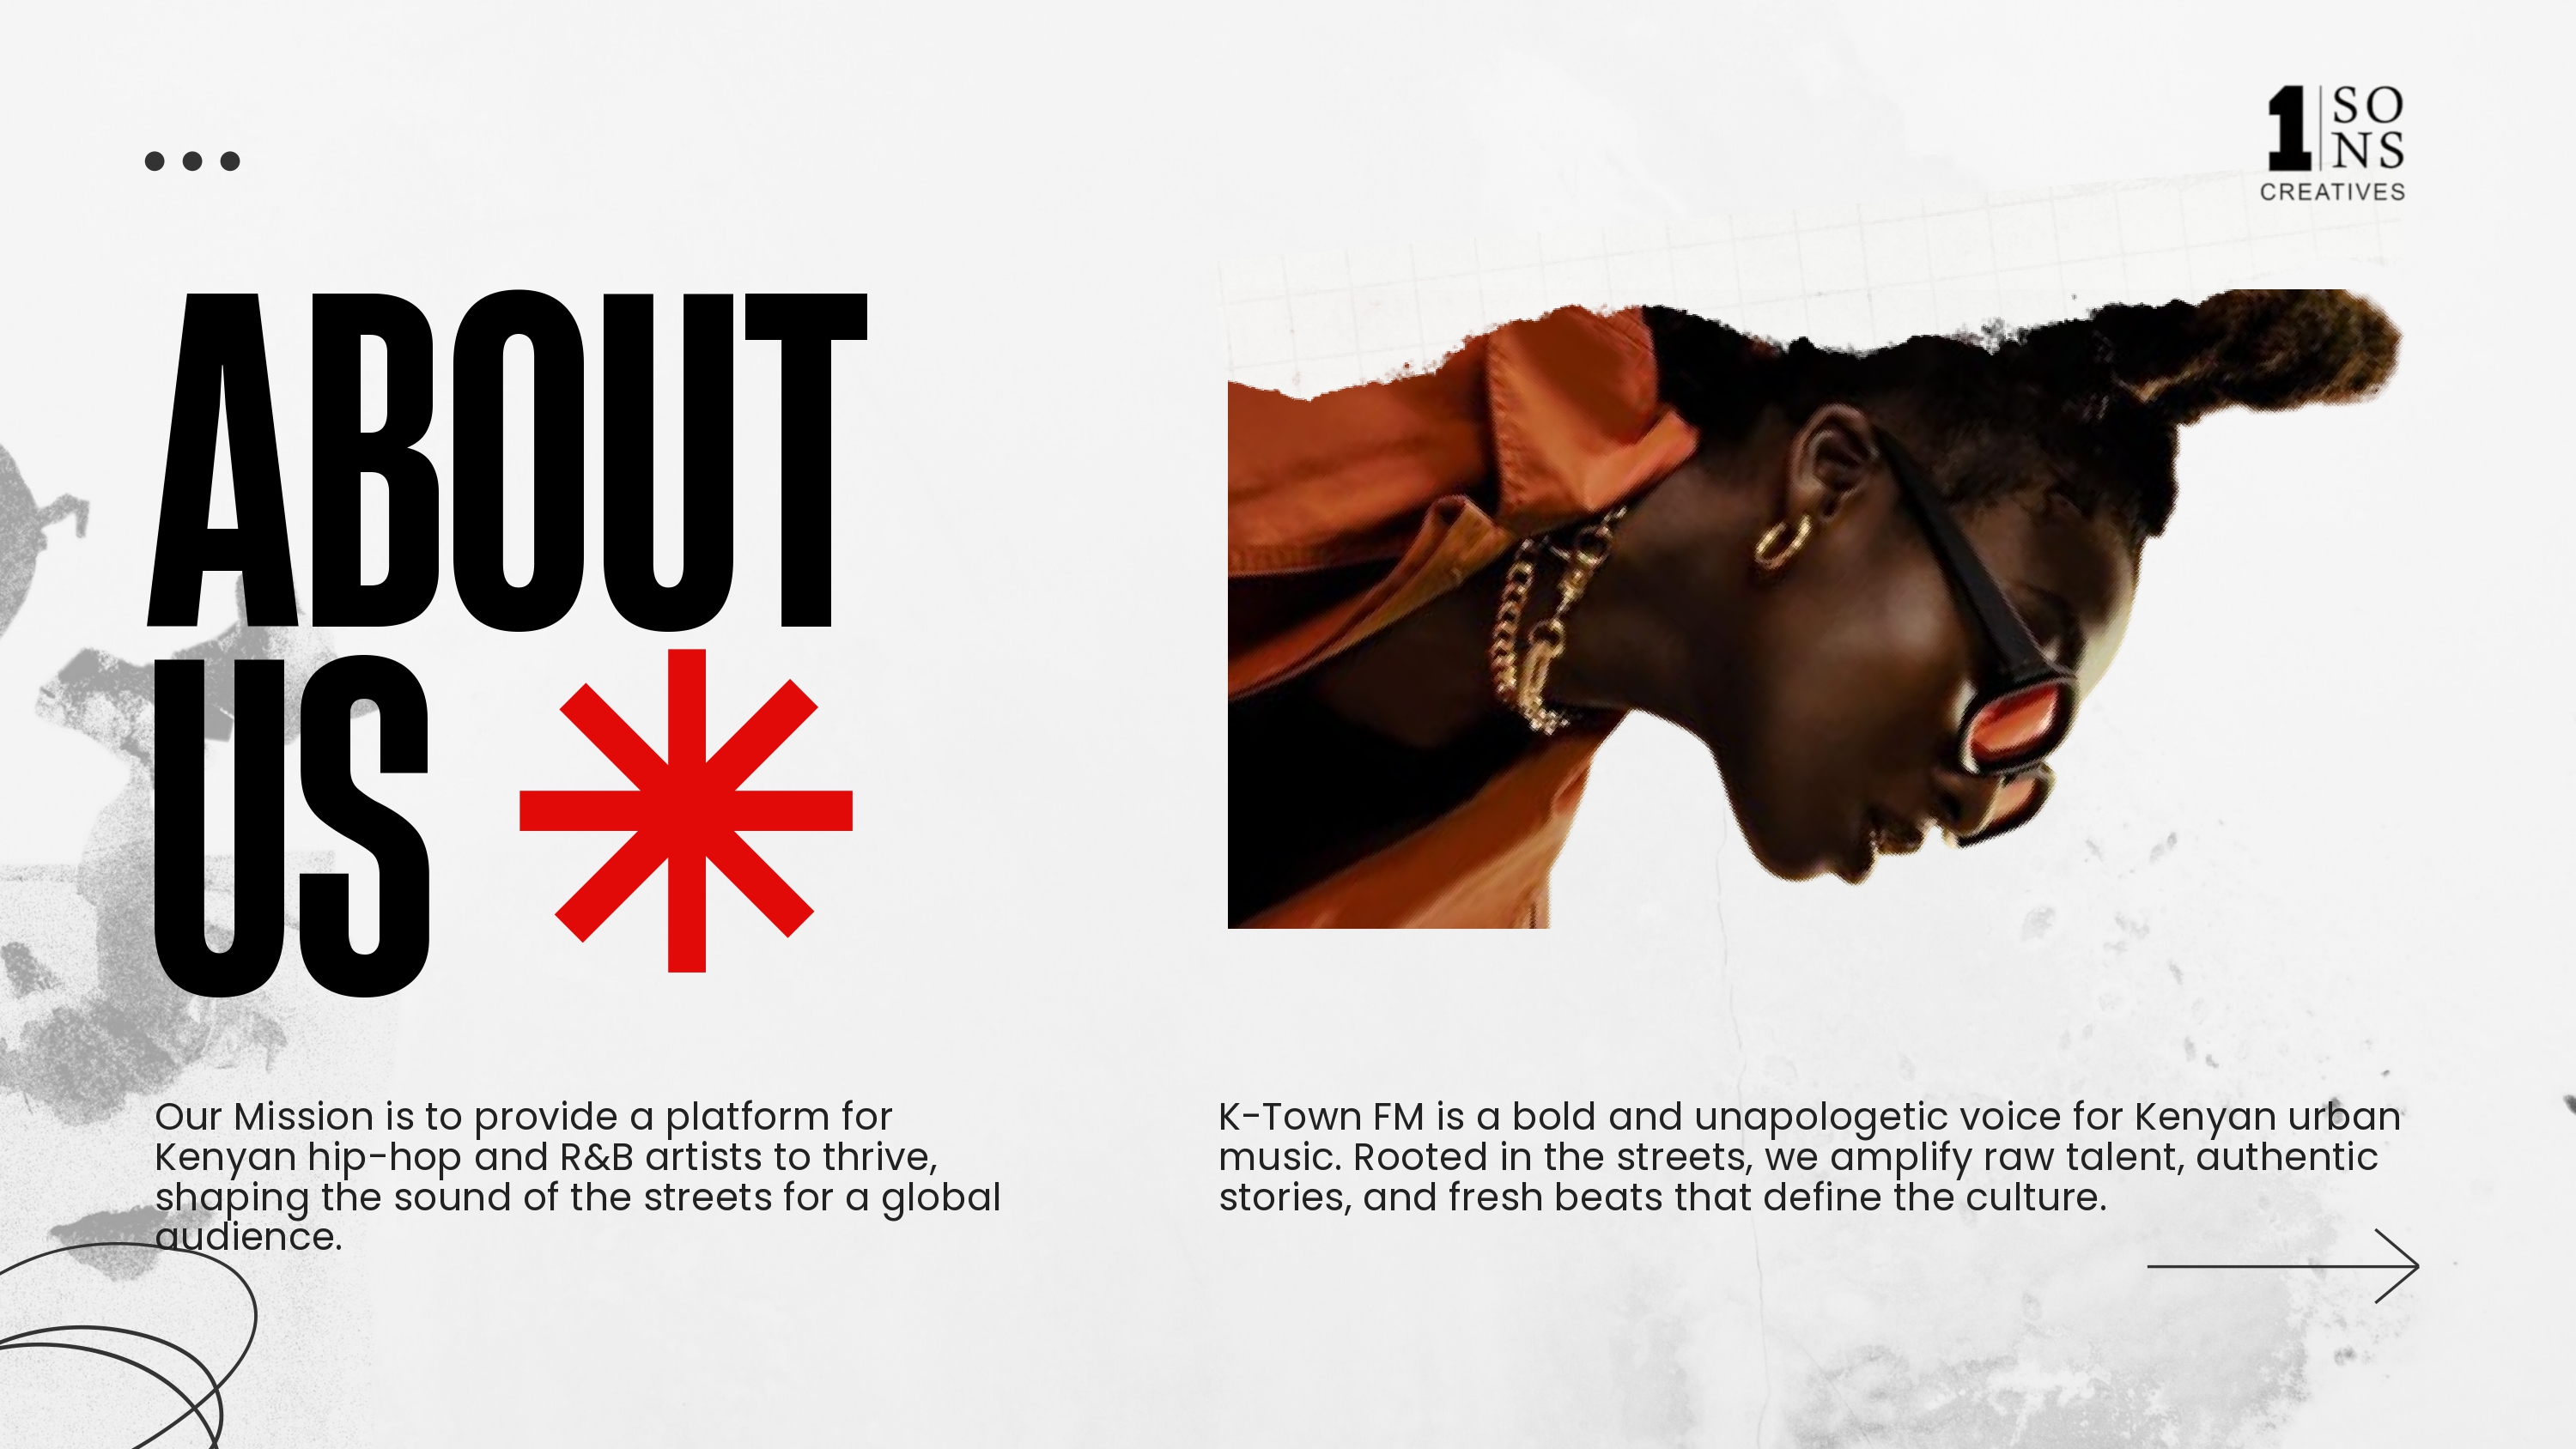 1 SO
NS
CREATIVES
ABOUT
US
Our Mission is to provide a platform for
Kenyan hip-hop and R&B artists to thrive,
shaping the sound of the streets for a global
audience.
K-Town FM is a bold and unapologetic voice for Kenyan urban
music. Rooted in the streets, we amplify raw talent, authentic
stories, and fresh beats that define the culture.